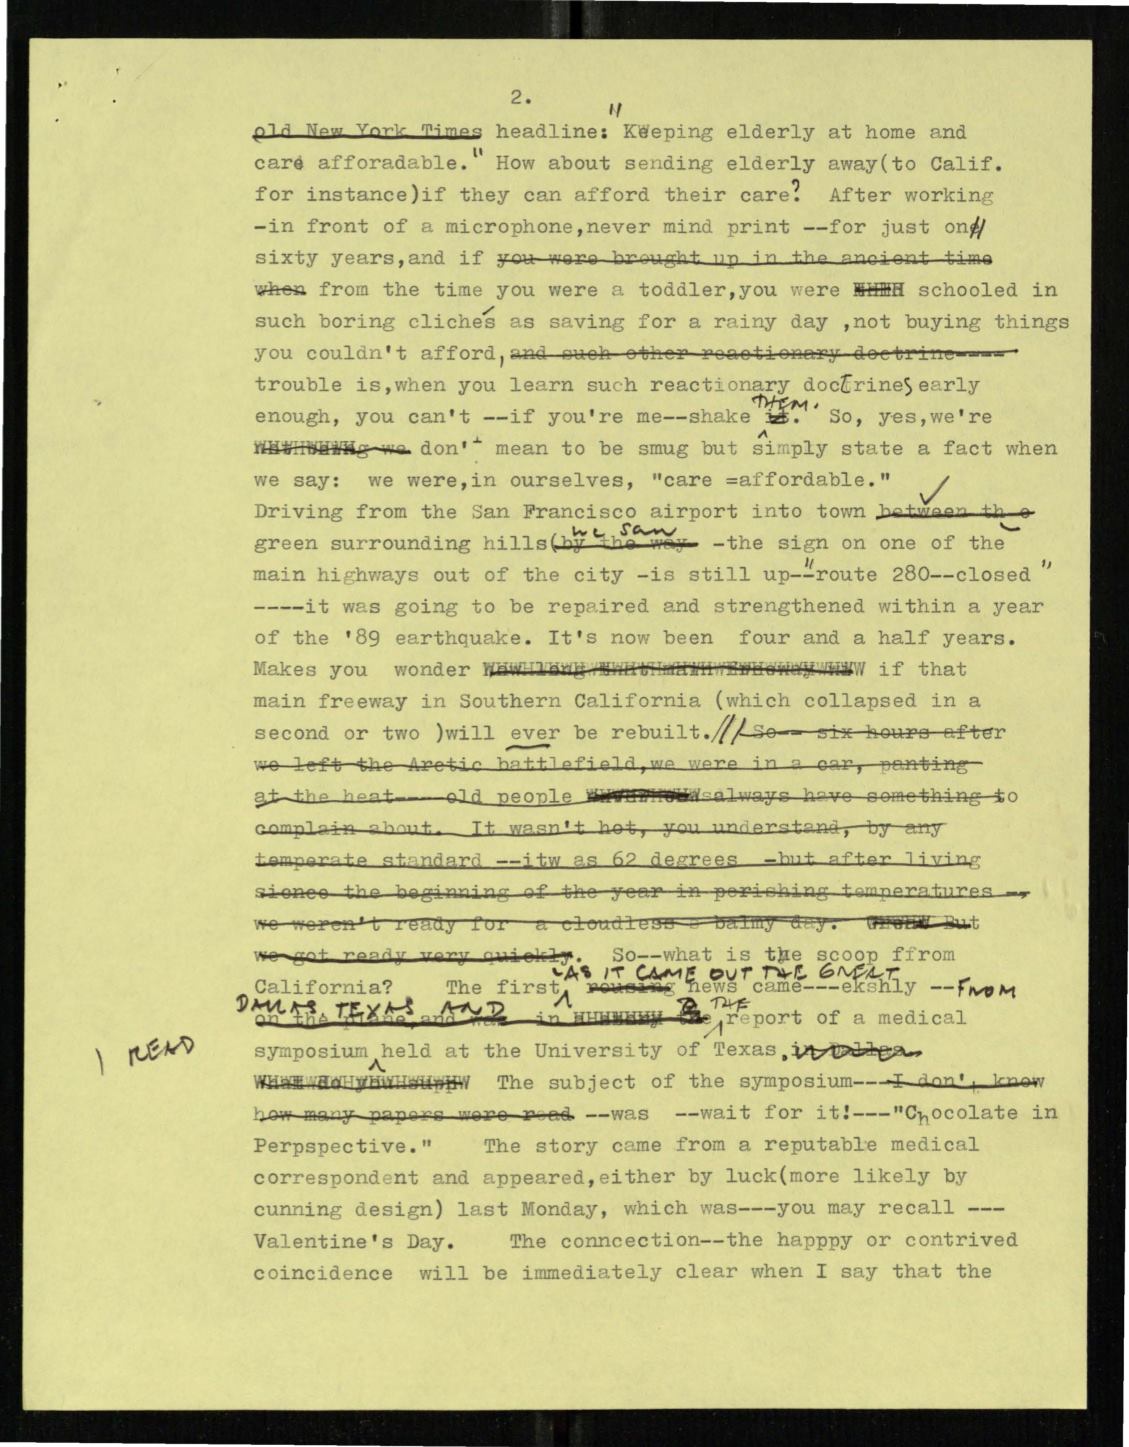 2.
old New York Times headline: "Keeping elderly at home and
care afforadable." How about sending elderly away(to Calif.
for instance)if they can afford their care? After working
-in front of a microphone,never mind print --for just on
sixty years,and if you were brought up in the ancient time
when from the time you were a toddler,you were schooled in
such boring clichés as saving for a rainy day ,not buying things
you couldn't afford,and such other reactionary doctrine----
trouble is,when you learn such reactionary doctrines early
THEM.
enough, you can't --if you're me--shake it. So, yes,we're
we don't mean to be smug but simply state a fact when
we say: we were,in ourselves, "care =affordable."
Driving from the San Francisco airport into town between th e
we saw
green surrounding hills(by the way -the sign on one of the
main highways out of the city -is still up--"route 280--closed "
----it was going to be repaired and strengthened within a year
of the '89 earthquake. It's now been four and a half years.
Makes you wonder if that
main freeway in Southern California (which collapsed in a
second or two )will ever be rebuilt.// So-- six hours after
we left the Arctic battlefield,we were in a car, panting
at the heat---- old people always have something to
complain about. It wasn't hot, you understand, by any
temperate standard --itw as 62 degrees -but after living
sionce the beginning of the year in perishing temperatures --
we weren't ready for a cloudless a balmy day. But
we got ready very quickly. So--what is the scoop ffrom
AS IT CAME OUT THE GREAT
California? The first rousing news came---ekshly --FROM
DALLAS TEXAS AND THE
on the plane,and was in the report of a medical
I READ
symposium held at the University of Texas, in Dallas.
The subject of the symposium---I don't know
how many papers were read --was --wait for it!---"Chocolate in
Perpspective." The story came from a reputable medical
correspondent and appeared,either by luck(more likely by
cunning design) last Monday, which was---you may recall ---
Valentine's Day. The conncection--the happpy or contrived
coincidence will be immediately clear when I say that the